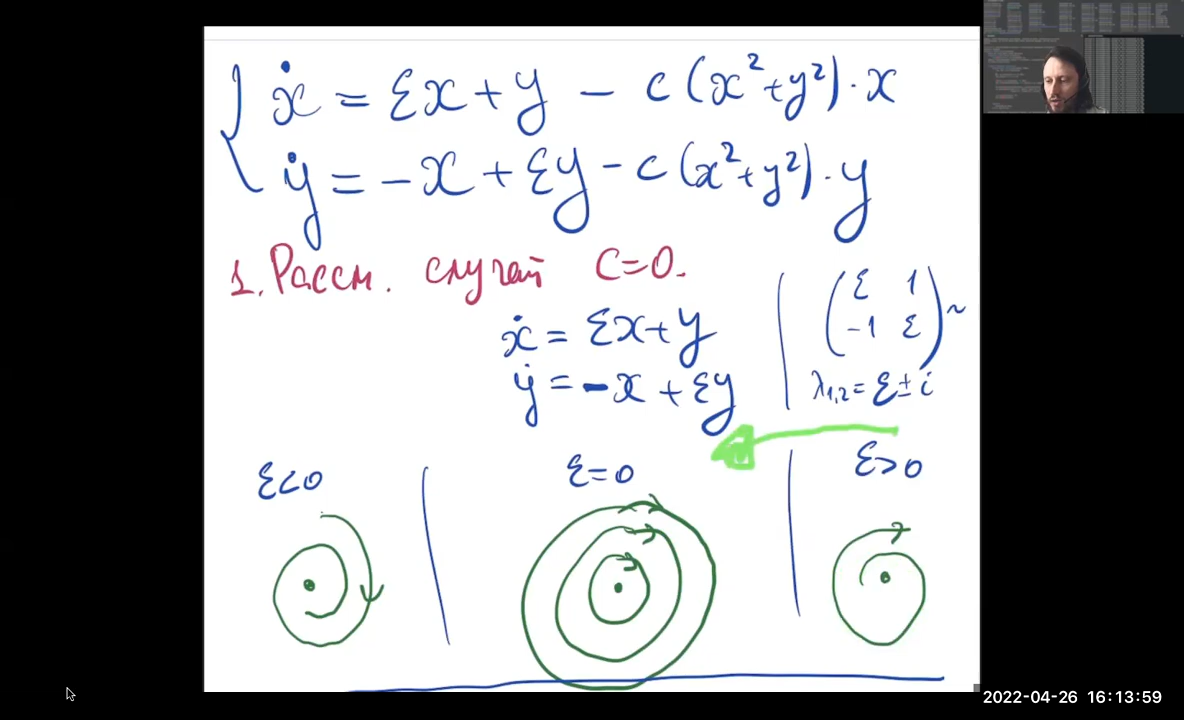 ẋ = εx + y - c(x²+y²)·x
ẏ = -x + εy - c(x²+y²)·y
1. Рассм. случай C=0.
ẋ = εx+y
ẏ = -x + εy
( ε 1
-1 ε ) ~
λ₁,₂ = ε ± i
ε<0
ε=0
ε>0
2022-04-26 16:13:59